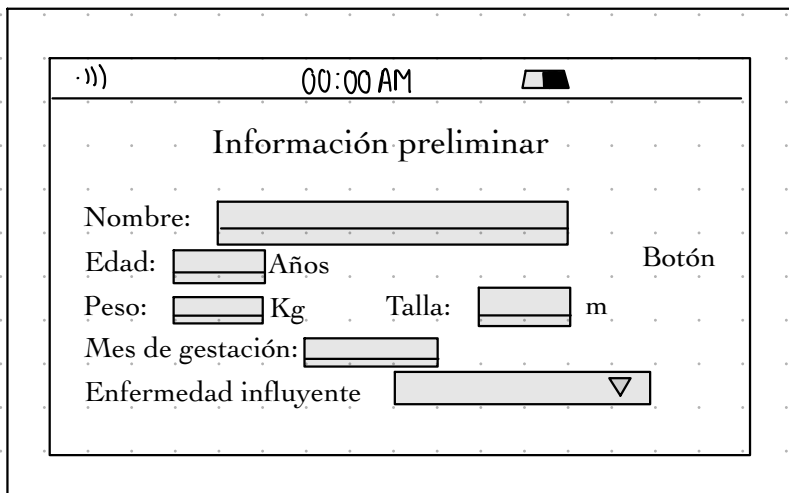 00:00 AM
Información preliminar
Nombre:
Edad: Años
Botón
Peso: Kg Talla: m
Mes de gestación:
Enfermedad influyente